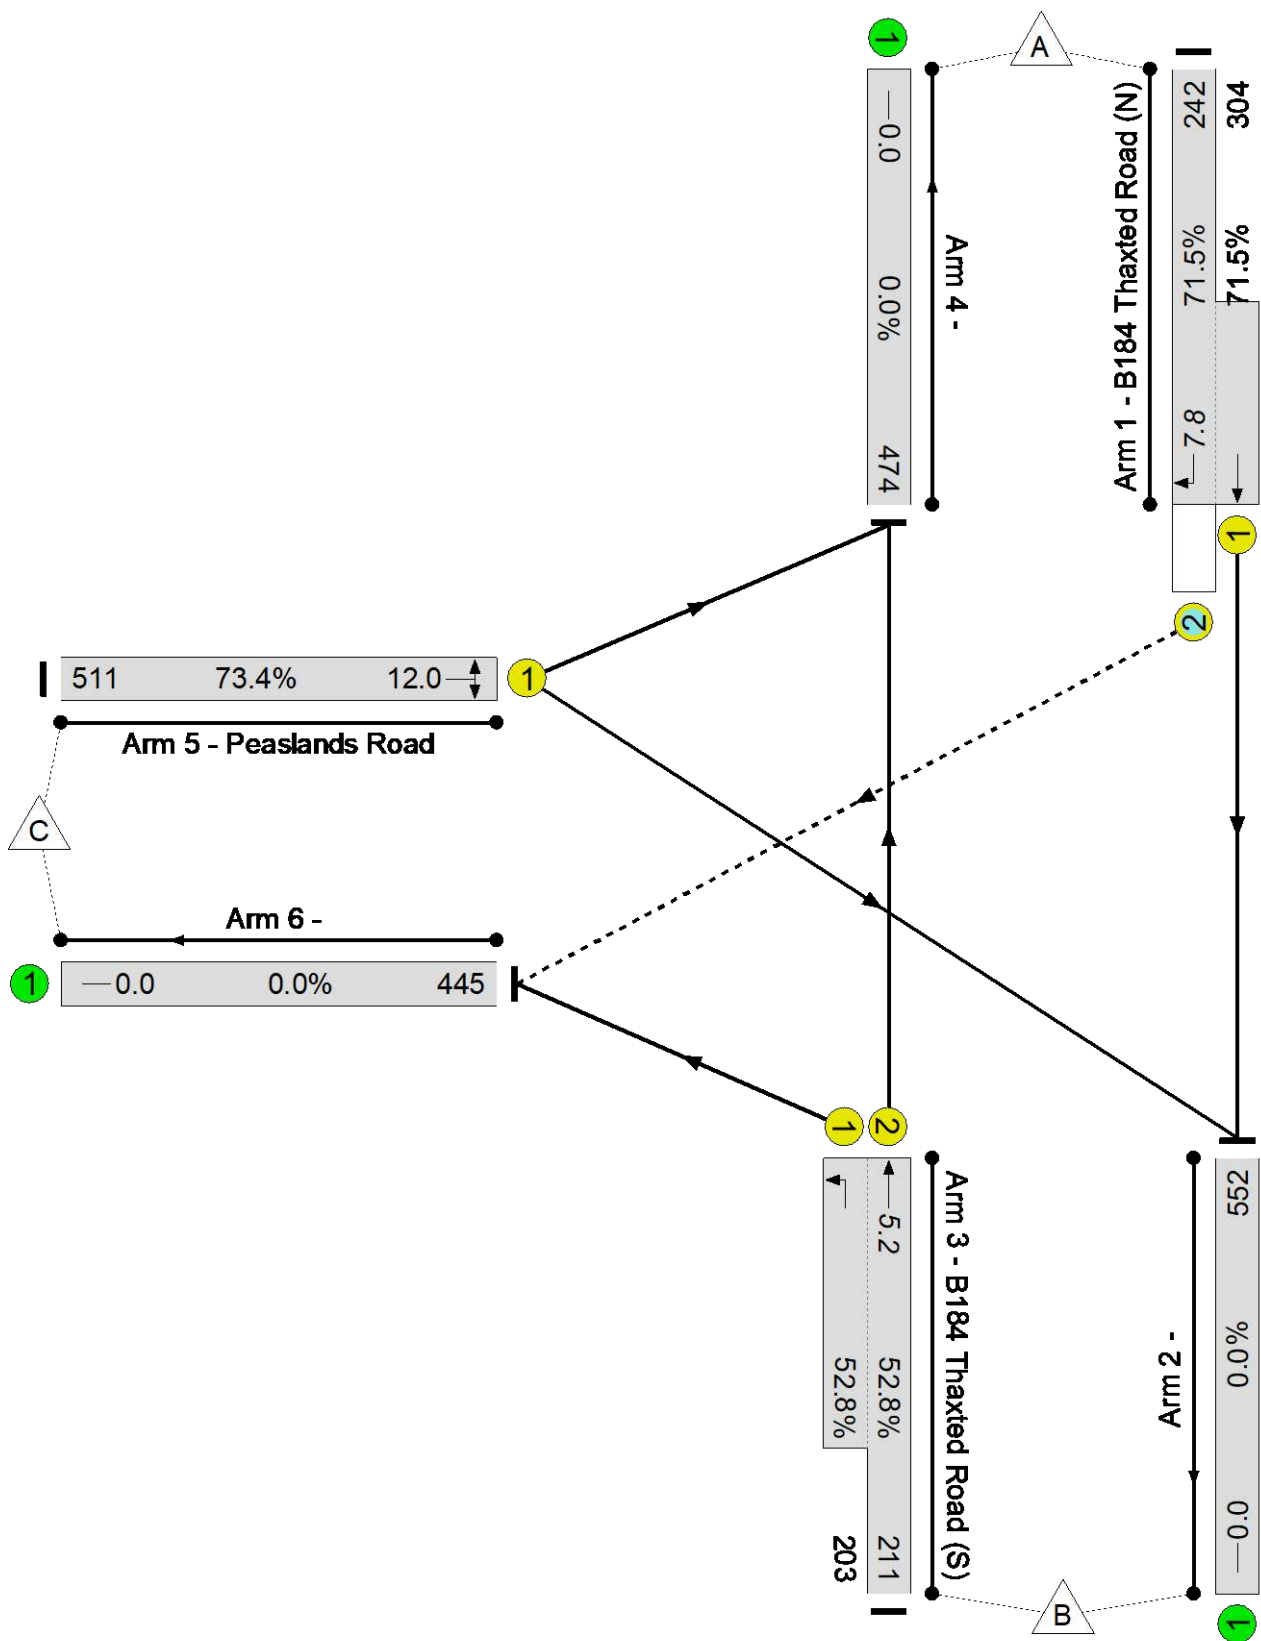 1
A
—0.0 0.0% 474
Arm 4 -
Arm 1 - B184 Thaxted Road (N)
242 71.5% 7.8
304 71.5%
1
2
511 73.4% 12.0
1
Arm 5 - Peaslands Road
C
Arm 6 -
1
—0.0 0.0% 445
1
2
52.8% 203
5.2 52.8% 211
Arm 3 - B184 Thaxted Road (S)
Arm 2 -
552 0.0% —0.0
B
1